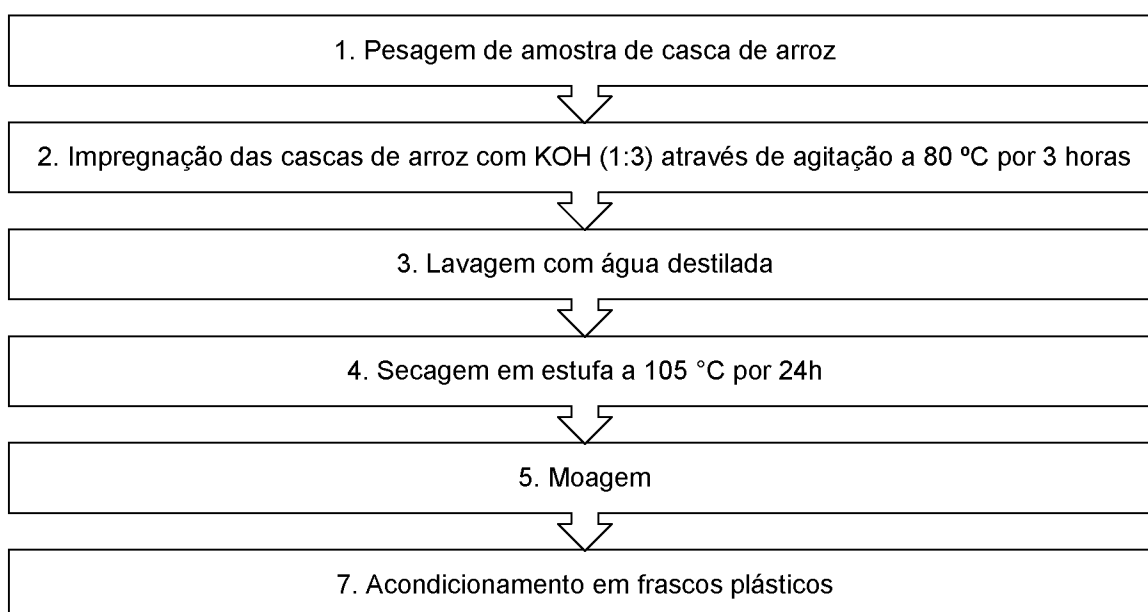 1. Pesagem de amostra de casca de arroz
2. Impregnação das cascas de arroz com KOH (1:3) através de agitação a 80 ºC por 3 horas
3. Lavagem com água destilada
4. Secagem em estufa a 105 °C por 24h
5. Moagem
7. Acondicionamento em frascos plásticos